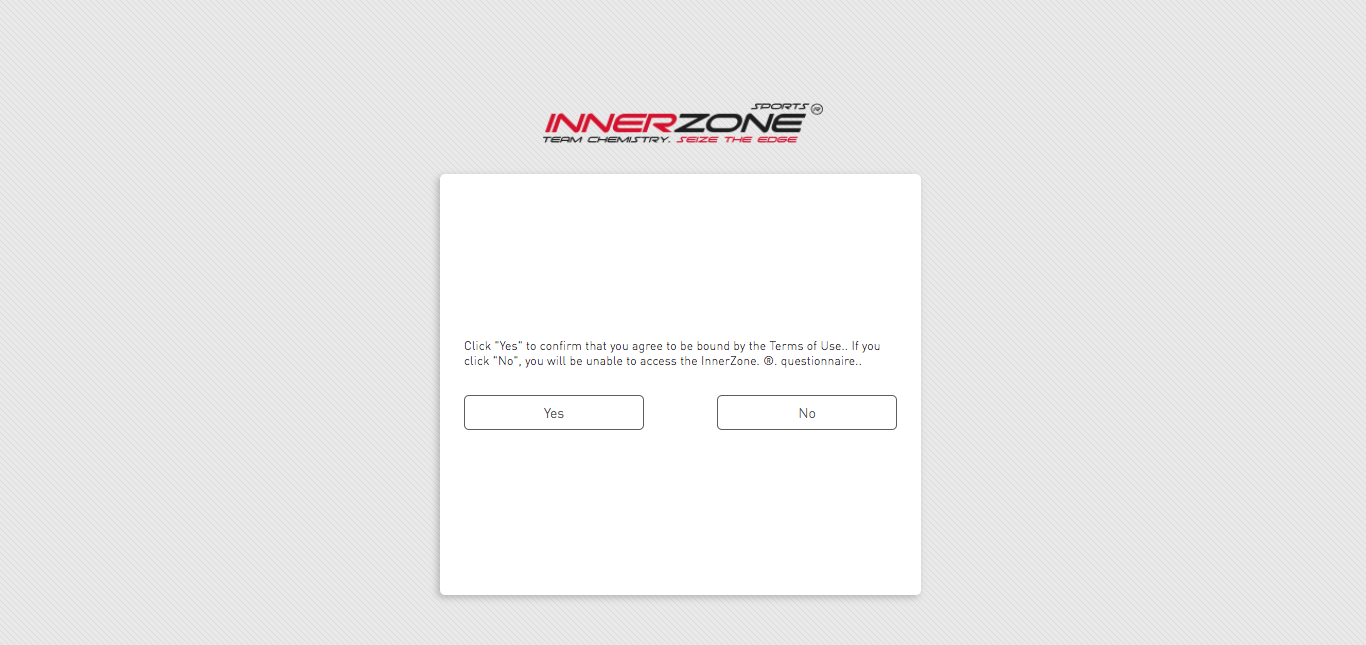 SPORTS ®
INNERZONE
TEAM CHEMISTRY. SEIZE THE EDGE
Click "Yes" to confirm that you agree to be bound by the Terms of Use.. If you
click "No", you will be unable to access the InnerZone. ®. questionnaire..
Yes No